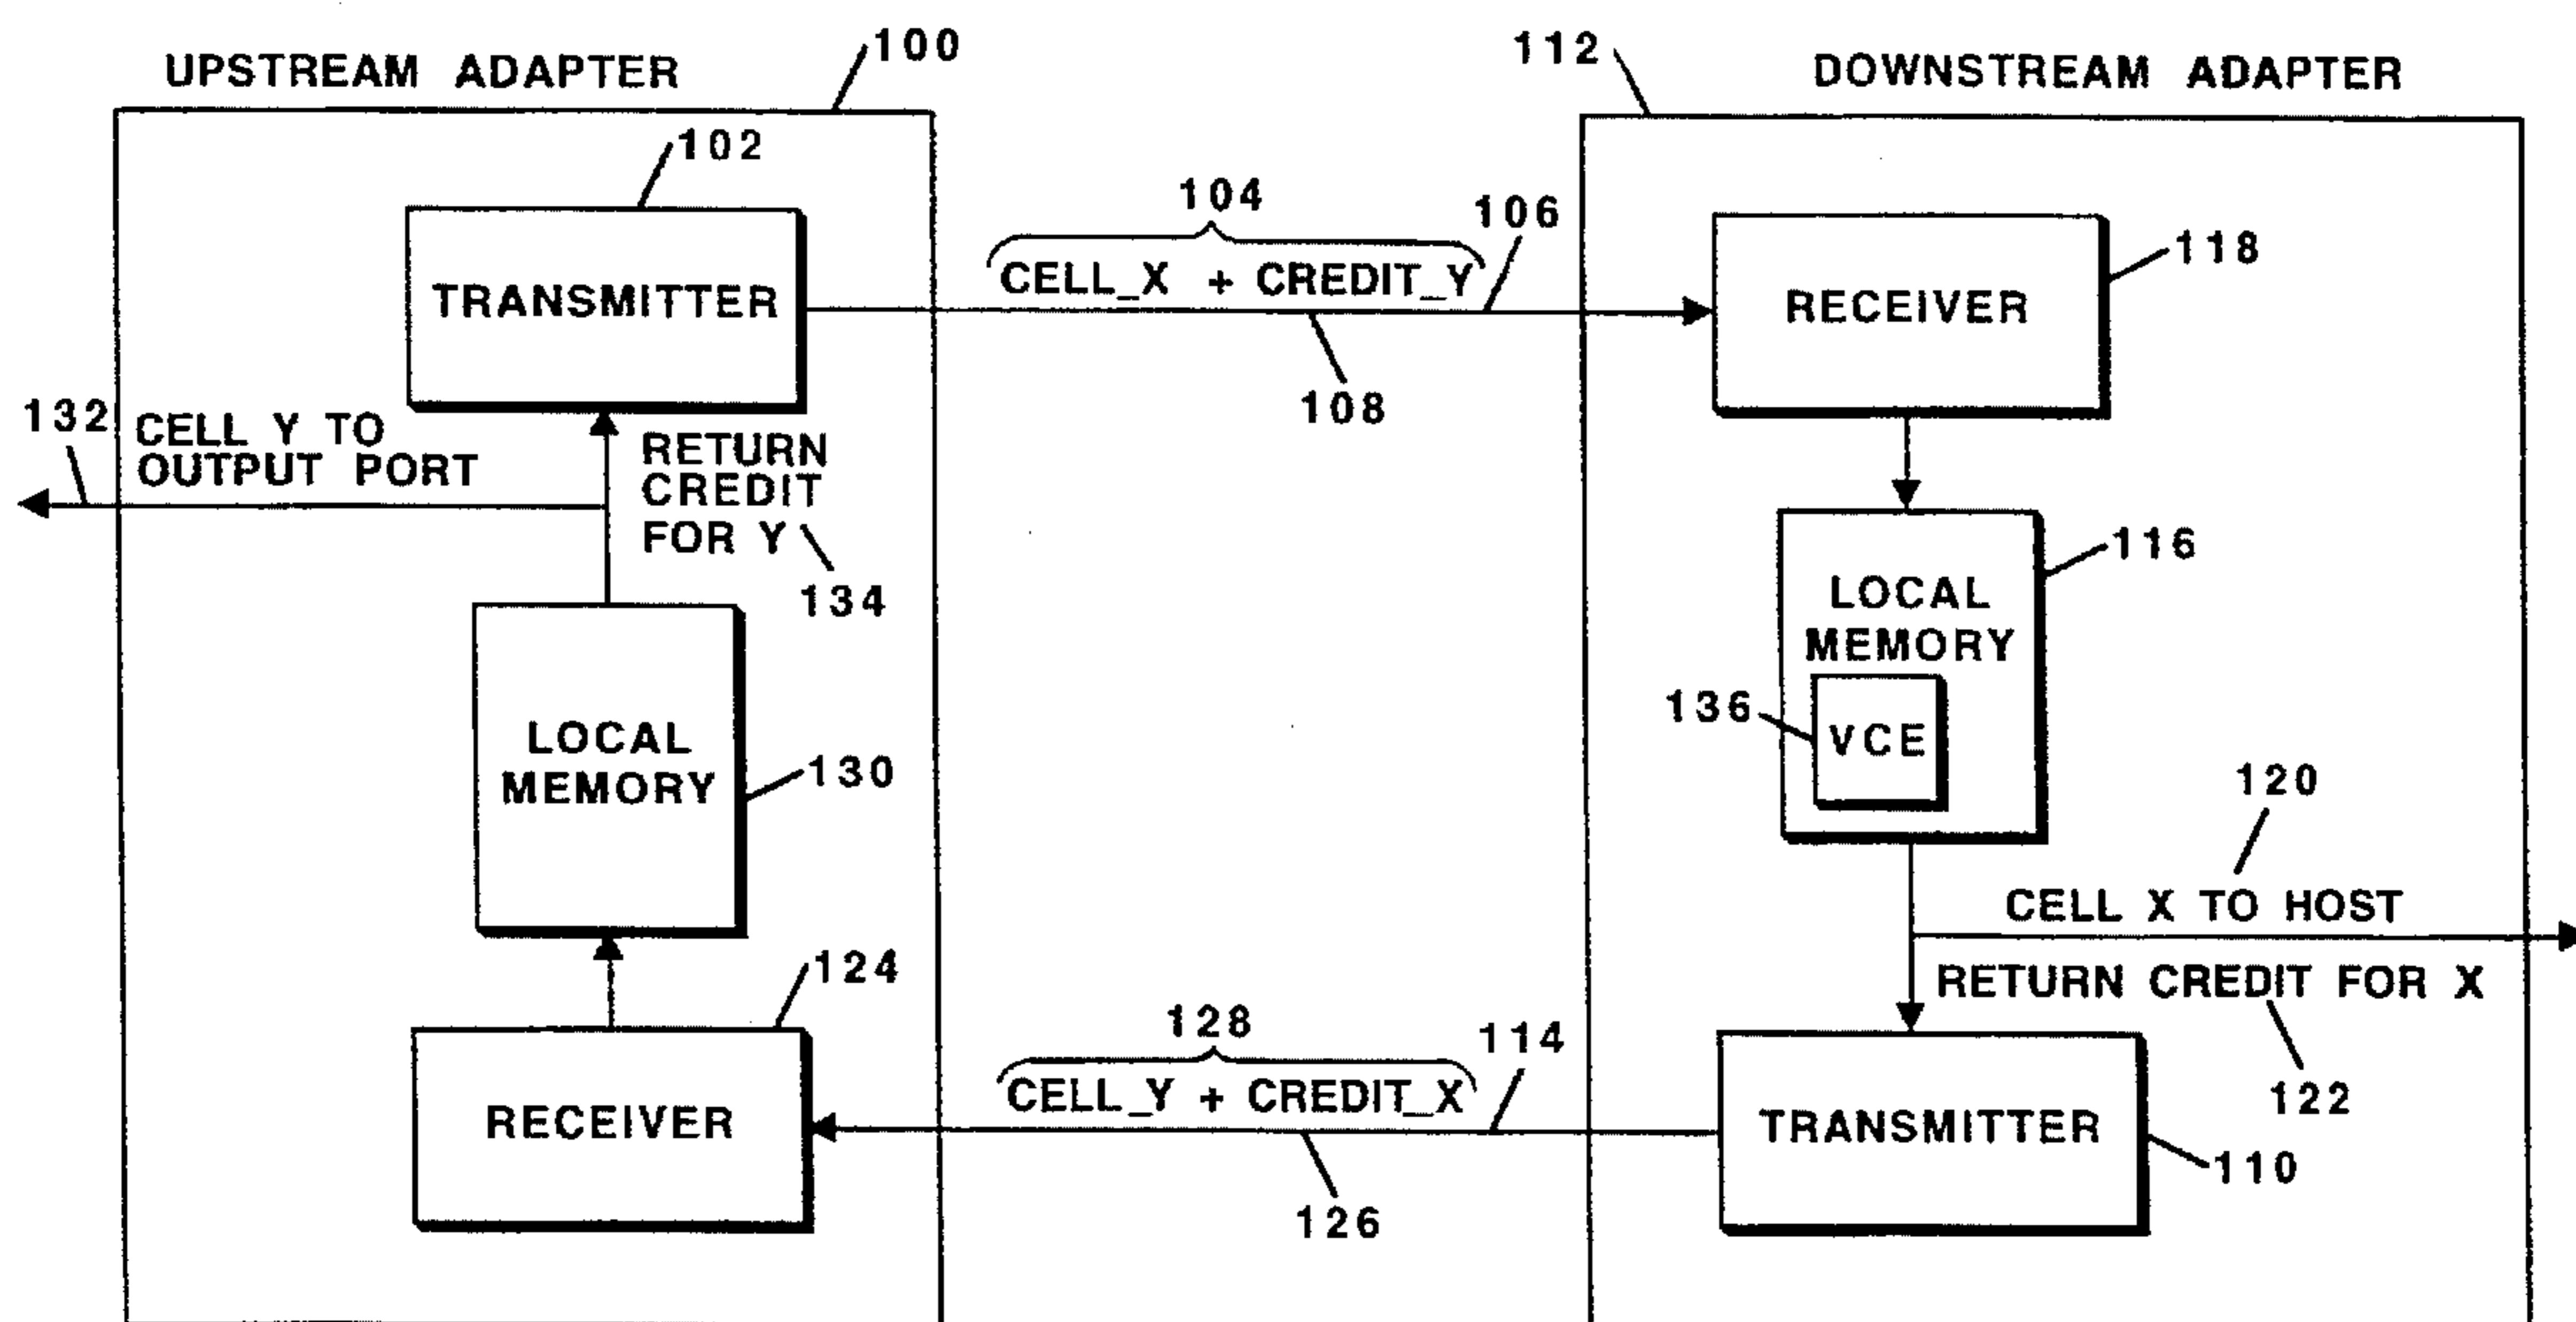 UPSTREAM ADAPTER
100
112
DOWNSTREAM ADAPTER
102
TRANSMITTER
104
CELL_X + CREDIT_Y
106
108
118
RECEIVER
132
CELL Y TO
OUTPUT PORT
RETURN
CREDIT
FOR Y
134
116
LOCAL
MEMORY
136
VCE
LOCAL
MEMORY
130
120
CELL X TO HOST
RETURN CREDIT FOR X
122
124
RECEIVER
128
CELL_Y + CREDIT_X
114
126
TRANSMITTER
110